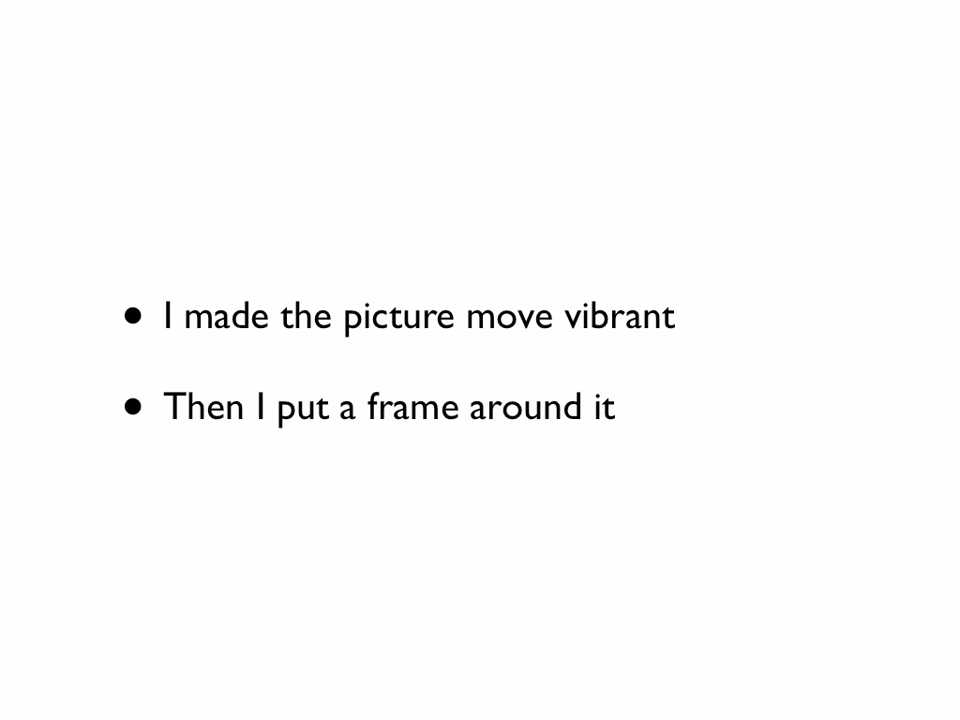 • I made the picture move vibrant
• Then I put a frame around it